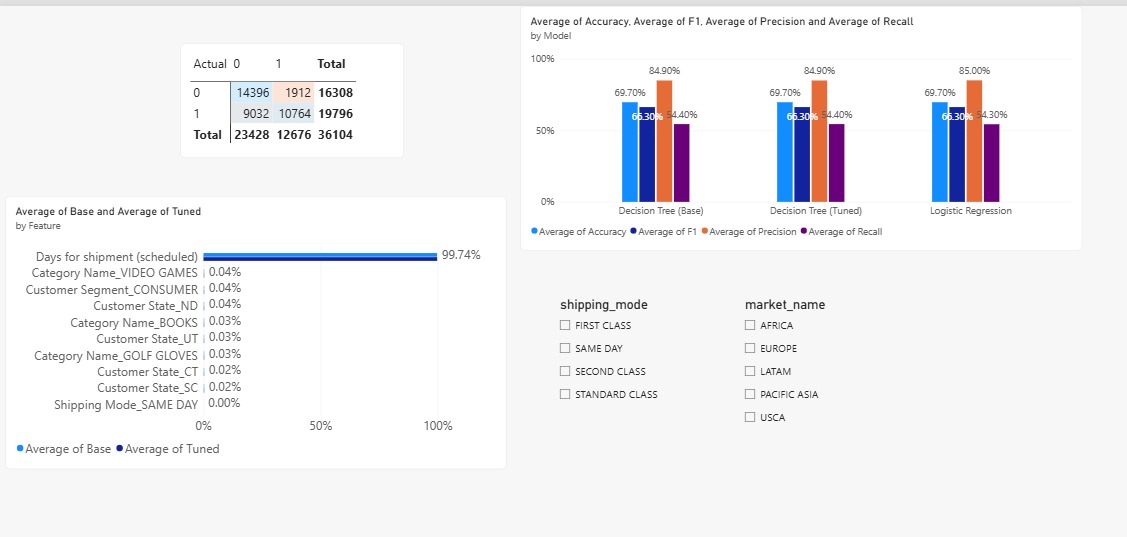 Actual 0 1 Total
0 14396 1912 16308
1 9032 10764 19796
Total 23428 12676 36104
Average of Accuracy, Average of F1, Average of Precision and Average of Recall
by Model
100%
50%
0%
69.70% 66.30% 84.90% 54.40%
69.70% 66.30% 84.90% 54.40%
69.70% 66.30% 85.00% 54.30%
Decision Tree (Base) Decision Tree (Tuned) Logistic Regression
Average of Accuracy Average of F1 Average of Precision Average of Recall
Average of Base and Average of Tuned
by Feature
Days for shipment (scheduled) 99.74%
Category Name_VIDEO GAMES 0.04%
Customer Segment_CONSUMER 0.04%
Customer State_ND 0.04%
Category Name_BOOKS 0.03%
Customer State_UT 0.03%
Category Name_GOLF GLOVES 0.03%
Customer State_CT 0.02%
Customer State_SC 0.02%
Shipping Mode_SAME DAY 0.00%
0% 50% 100%
Average of Base Average of Tuned
shipping_mode
FIRST CLASS
SAME DAY
SECOND CLASS
STANDARD CLASS
market_name
AFRICA
EUROPE
LATAM
PACIFIC ASIA
USCA